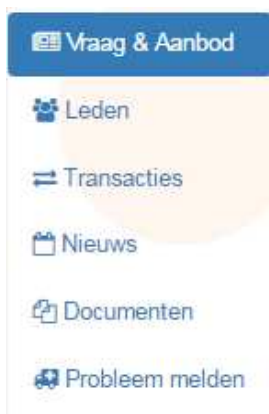 Vraag & Aanbod
Leden
Transacties
Nieuws
Documenten
Probleem melden